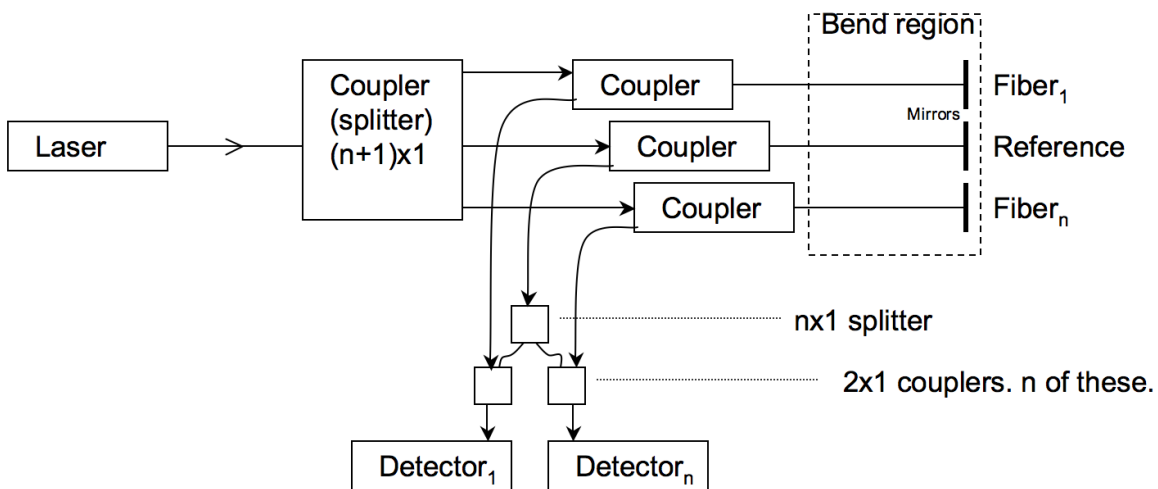 Bend region
Coupler
(splitter)
(n+1)x1
Coupler
Fiber₁
Mirrors
Laser
Coupler
Reference
Coupler
Fiberₙ
nx1 splitter
2x1 couplers. n of these.
Detector₁
Detectorₙ